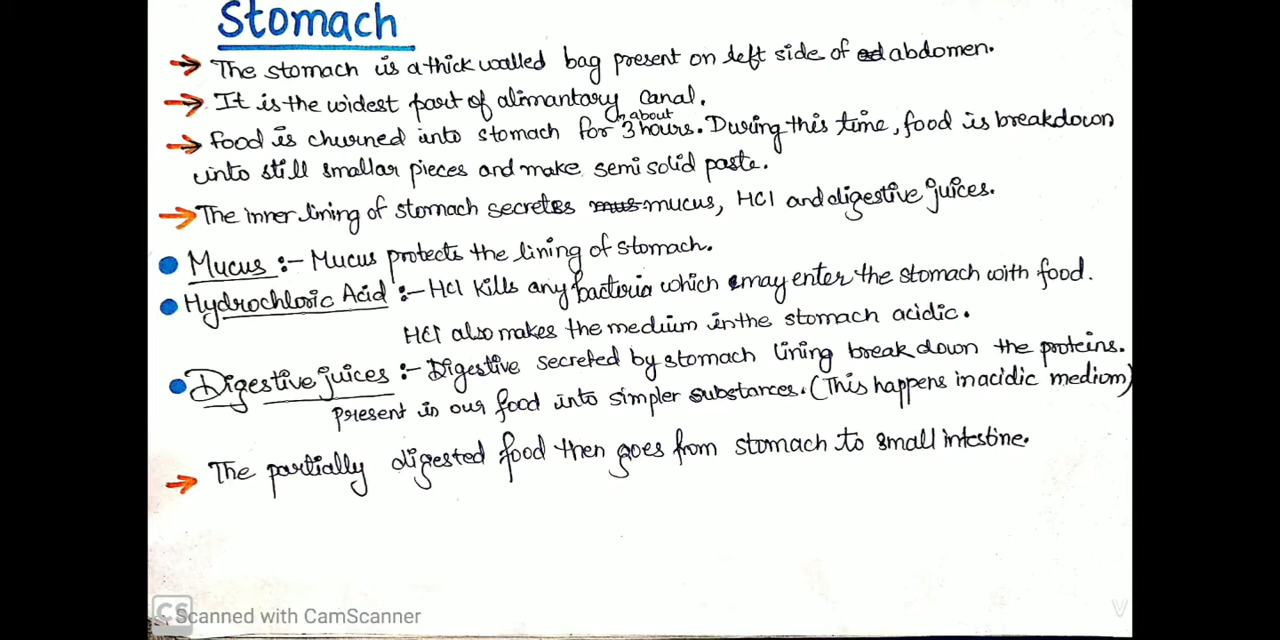 Stomach
→ The stomach is a thick walled bag present on left side of abdomen.
→ It is the widest part of alimantary canal.
→ Food is churned into stomach for about 3 hours. During this time, food is breakdown
into still smallar pieces and make semi solid paste.
→ The inner lining of stomach secretes mucus, HCl and digestive juices.
● Mucus :- Mucus protects the lining of stomach.
● Hydrochloric Acid :- HCl kills any bacteria which may enter the stomach with food.
HCl also makes the medium in the stomach acidic.
● Digestive juices :- Digestive secreted by stomach lining break down the proteins.
present in our food into simpler substances. (This happens in acidic medium)
→ The partially digested food then goes from stomach to small intestine.
CS Scanned with CamScanner